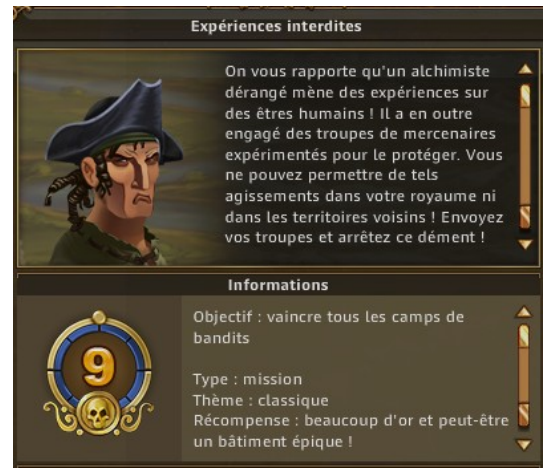 Expériences interdites
On vous rapporte qu'un alchimiste
dérangé mène des expériences sur
des êtres humains ! Il a en outre
engagé des troupes de mercenaires
expérimentés pour le protéger. Vous
ne pouvez permettre de tels
agissements dans votre royaume ni
dans les territoires voisins ! Envoyez
vos troupes et arrêtez ce dément !
Informations
9
Objectif : vaincre tous les camps de
bandits
Type : mission
Thème : classique
Récompense : beaucoup d'or et peut-être
un bâtiment épique !